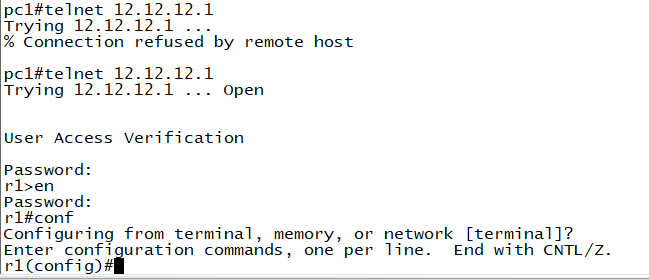 pc1#telnet 12.12.12.1
Trying 12.12.12.1 ...
% Connection refused by remote host
pc1#telnet 12.12.12.1
Trying 12.12.12.1 ... Open
User Access Verification
Password:
r1>en
Password:
r1#conf
Configuring from terminal, memory, or network [terminal]?
Enter configuration commands, one per line.  End with CNTL/Z.
r1(config)#